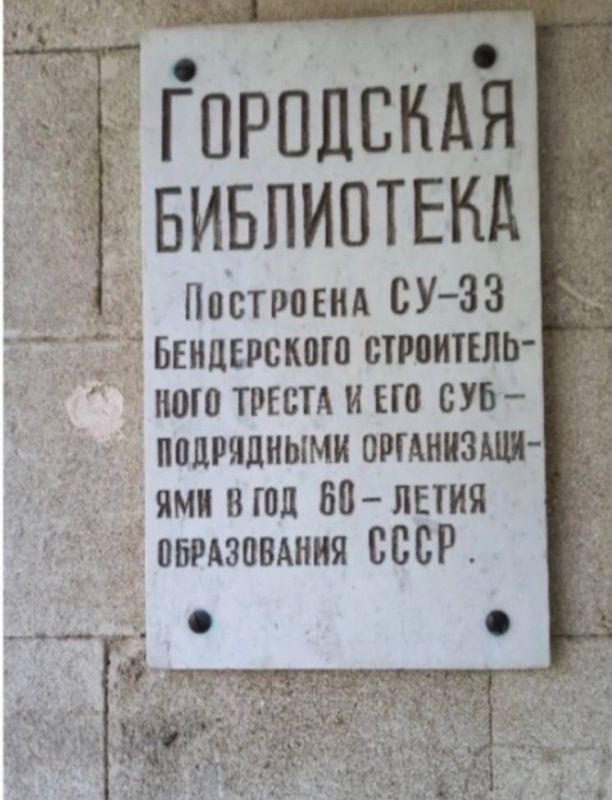 Городская
библиотека
Построена СУ-33
Бендерского строитель-
ного треста и его суб-
подрядными организаци-
ями в год 60-летия
образования СССР.